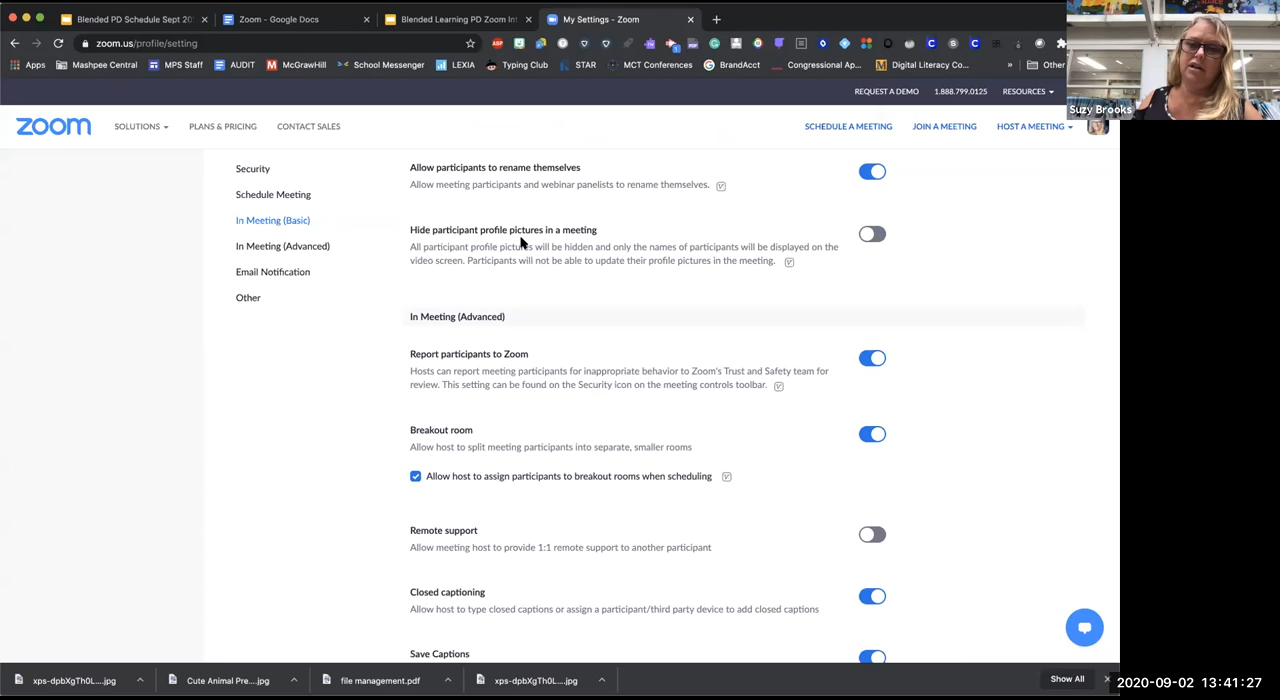 Blended PD Schedule Sept 20
Zoom - Google Docs
Blended Learning PD Zoom Int
My Settings - Zoom
zoom.us/profile/setting
Apps
Mashpee Central
MPS Staff
AUDIT
McGrawHill
School Messenger
LEXIA
Typing Club
STAR
MCT Conferences
BrandAcct
Congressional Ap...
Digital Literacy Co...
Other
Suzy Brooks
REQUEST A DEMO
1.888.799.0125
RESOURCES
zoom
SOLUTIONS
PLANS & PRICING
CONTACT SALES
SCHEDULE A MEETING
JOIN A MEETING
HOST A MEETING
Security
Schedule Meeting
In Meeting (Basic)
In Meeting (Advanced)
Email Notification
Other
Allow participants to rename themselves
Allow meeting participants and webinar panelists to rename themselves.
Hide participant profile pictures in a meeting
All participant profile pictures will be hidden and only the names of participants will be displayed on the
video screen. Participants will not be able to update their profile pictures in the meeting.
In Meeting (Advanced)
Report participants to Zoom
Hosts can report meeting participants for inappropriate behavior to Zoom's Trust and Safety team for
review. This setting can be found on the Security icon on the meeting controls toolbar.
Breakout room
Allow host to split meeting participants into separate, smaller rooms
Allow host to assign participants to breakout rooms when scheduling
Remote support
Allow meeting host to provide 1:1 remote support to another participant
Closed captioning
Allow host to type closed captions or assign a participant/third party device to add closed captions
Save Captions
xps-dpbXgTh0L....jpg
Cute Animal Pre....jpg
file management.pdf
xps-dpbXgTh0L....jpg
Show All
2020-09-02 13:41:27